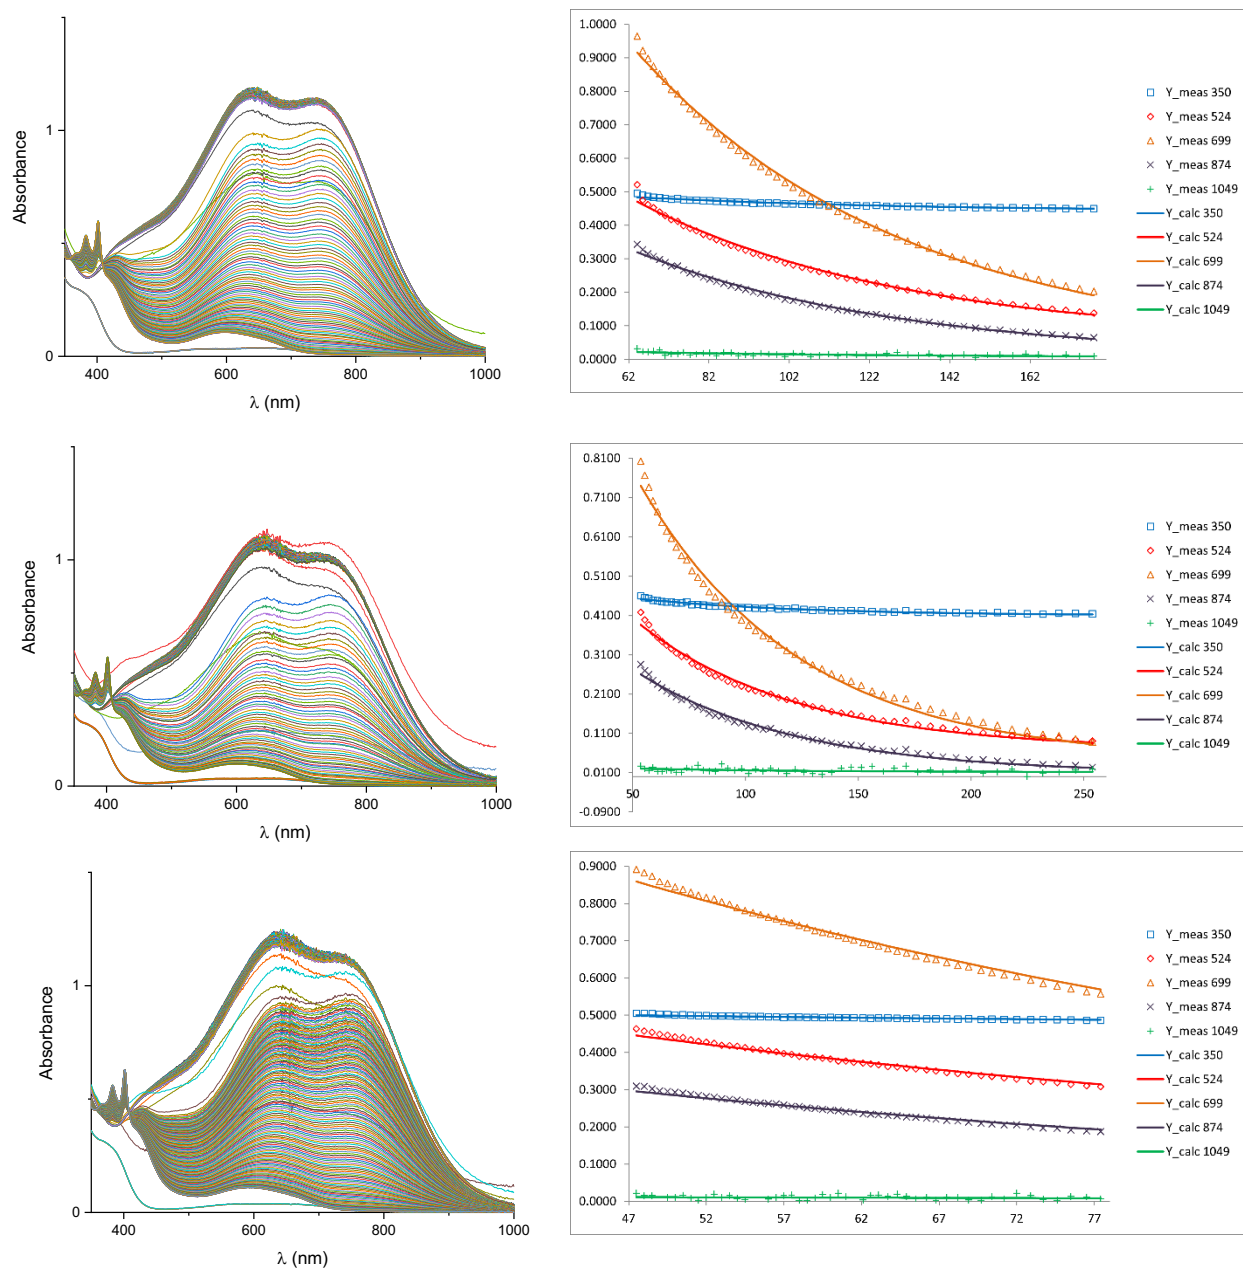 Absorbance
1
0
400
600
800
1000
λ (nm)
1.0000
0.9000
0.8000
0.7000
0.6000
0.5000
0.4000
0.3000
0.2000
0.1000
0.0000
62
82
102
122
142
162
Y_meas 350
Y_meas 524
Y_meas 699
Y_meas 874
Y_meas 1049
Y_calc 350
Y_calc 524
Y_calc 699
Y_calc 874
Y_calc 1049
Absorbance
1
0
400
600
800
1000
λ (nm)
0.8100
0.7100
0.6100
0.5100
0.4100
0.3100
0.2100
0.1100
0.0100
-0.0900
50
100
150
200
250
Y_meas 350
Y_meas 524
Y_meas 699
Y_meas 874
Y_meas 1049
Y_calc 350
Y_calc 524
Y_calc 699
Y_calc 874
Y_calc 1049
Absorbance
1
0
400
600
800
1000
λ (nm)
0.9000
0.8000
0.7000
0.6000
0.5000
0.4000
0.3000
0.2000
0.1000
0.0000
47
52
57
62
67
72
77
Y_meas 350
Y_meas 524
Y_meas 699
Y_meas 874
Y_meas 1049
Y_calc 350
Y_calc 524
Y_calc 699
Y_calc 874
Y_calc 1049